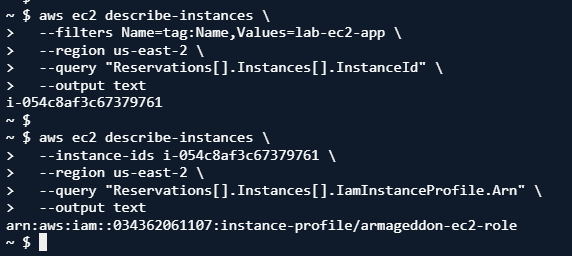 ~ $ aws ec2 describe-instances \
>   --filters Name=tag:Name,Values=lab-ec2-app \
>   --region us-east-2 \
>   --query "Reservations[].Instances[].InstanceId" \
>   --output text
i-054c8af3c67379761
~ $
~ $ aws ec2 describe-instances \
>   --instance-ids i-054c8af3c67379761 \
>   --region us-east-2 \
>   --query "Reservations[].Instances[].IamInstanceProfile.Arn" \
>   --output text
arn:aws:iam::034362061107:instance-profile/armageddon-ec2-role
~ $